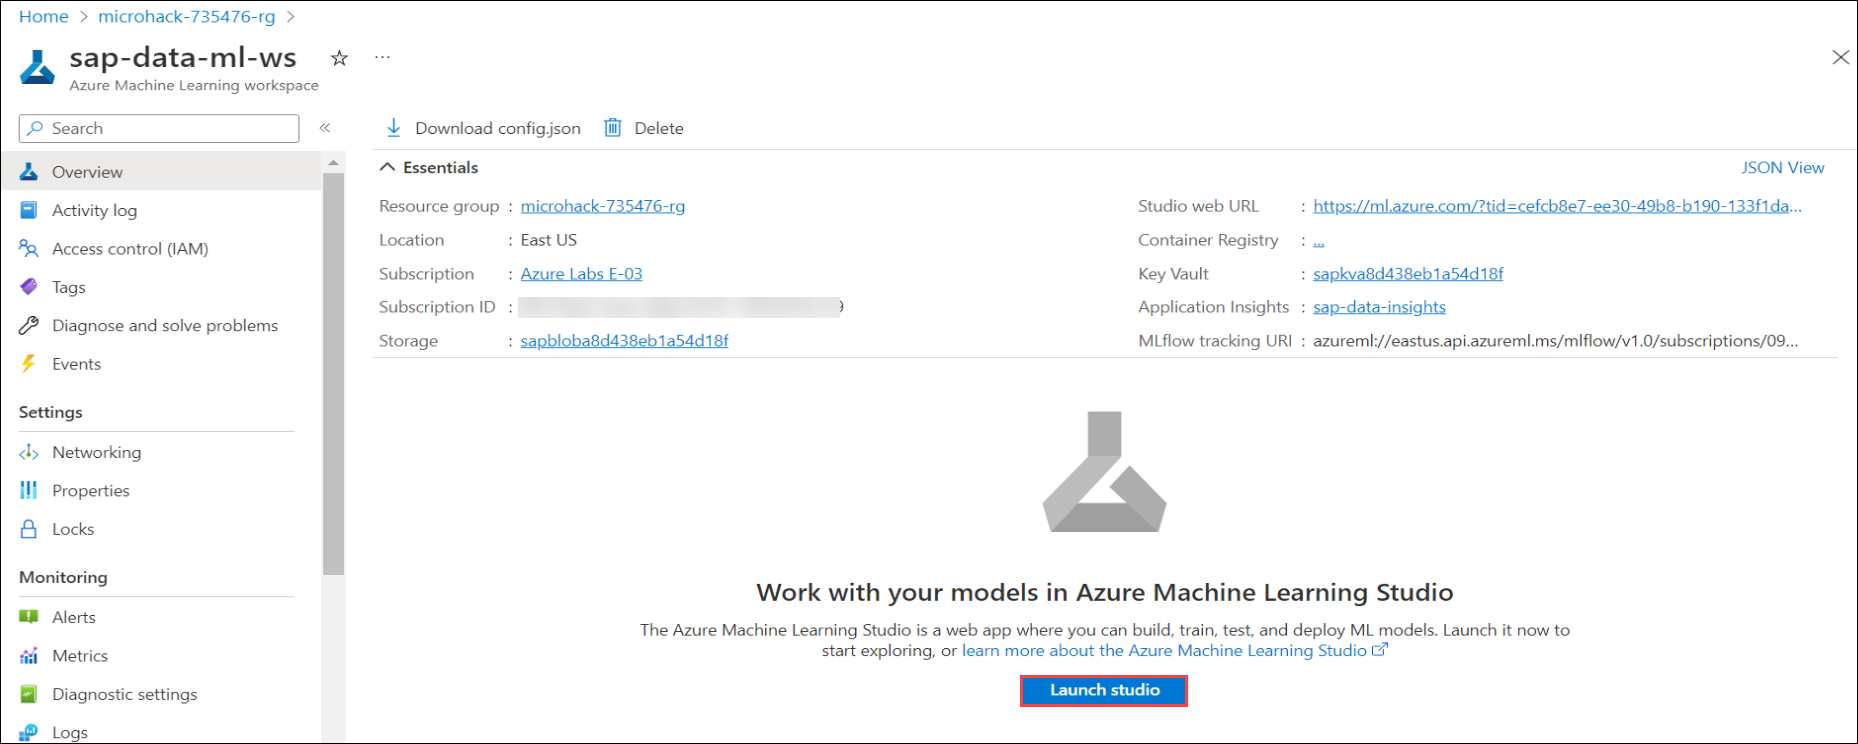 Home > microhack-735476-rg >
sap-data-ml-ws
Azure Machine Learning workspace
Search
Download config.json Delete
Overview
Activity log
Access control (IAM)
Tags
Diagnose and solve problems
Events
Settings
Networking
Properties
Locks
Monitoring
Alerts
Metrics
Diagnostic settings
Logs
Essentials
JSON View
Resource group : microhack-735476-rg
Location : East US
Subscription : Azure Labs E-03
Subscription ID :
Storage : sapbloba8d438eb1a54d18f
Studio web URL : https://ml.azure.com/?tid=cefcb8e7-ee30-49b8-b190-133f1da...
Container Registry : ...
Key Vault : sapkva8d438eb1a54d18f
Application Insights : sap-data-insights
MLflow tracking URI : azureml://eastus.api.azureml.ms/mlflow/v1.0/subscriptions/09...
Work with your models in Azure Machine Learning Studio
The Azure Machine Learning Studio is a web app where you can build, train, test, and deploy ML models. Launch it now to
start exploring, or learn more about the Azure Machine Learning Studio
Launch studio